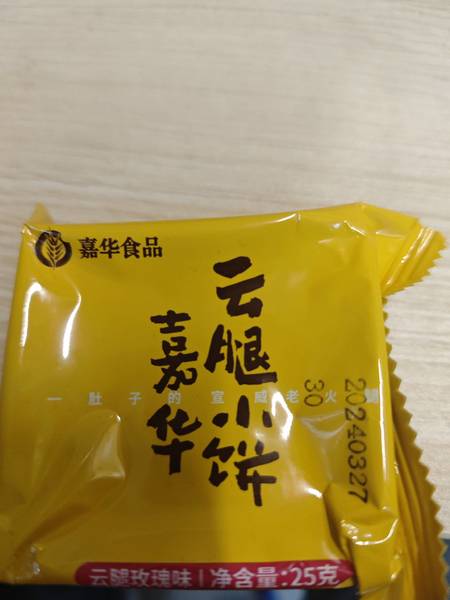 嘉华食品
云腿小饼
嘉华
一肚子的宣威老火腿
20240327
30
云腿玫瑰味 | 净含量:25克